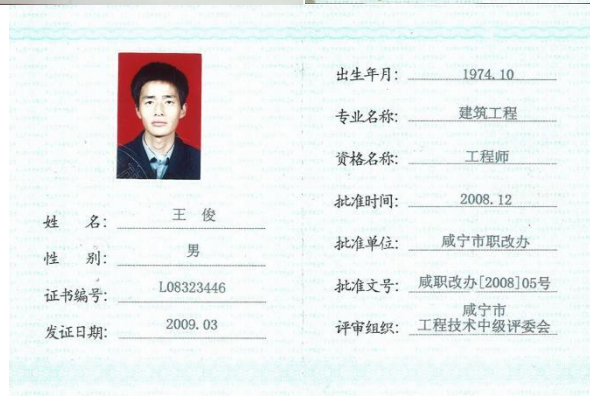 姓 名: 王 俊
性 别: 男
证书编号: L08323446
发证日期: 2009.03
出生年月: 1974.10
专业名称: 建筑工程
资格名称: 工程师
批准时间: 2008.12
批准单位: 咸宁市职改办
批准文号: 咸职改办[2008]05号
咸宁市
评审组织: 工程技术中级评委会